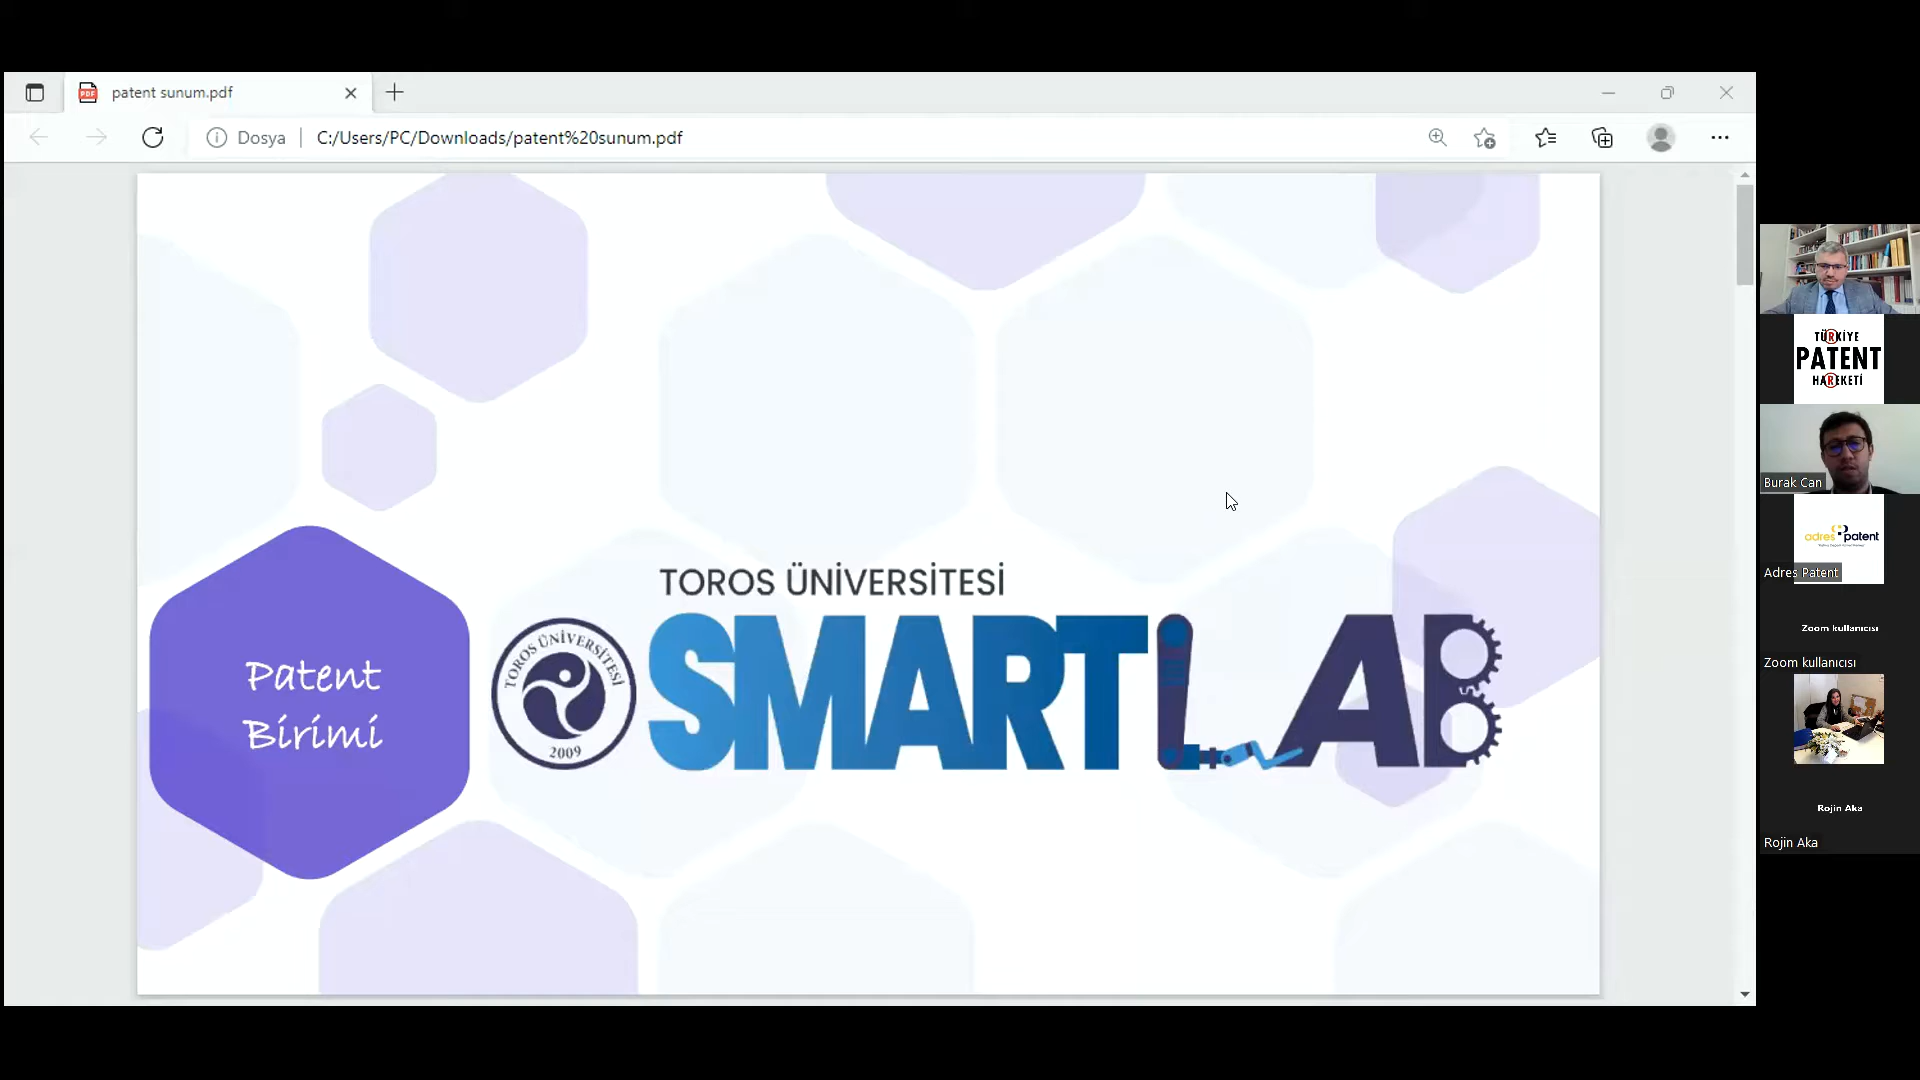 patent sunum.pdf
Dosya
C:/Users/PC/Downloads/patent%20sunum.pdf
TOROS ÜNİVERSİTESİ
SMARTLAB
TOROS ÜNİVERSİTESİ
2009
Patent
Birimi
TÜRKİYE
PATENT
HAREKETİ
Burak Can
adres patent
Adres Patent
Zoom kullanıcısı
Zoom kullanıcısı
Rojin Aka
Rojin Aka